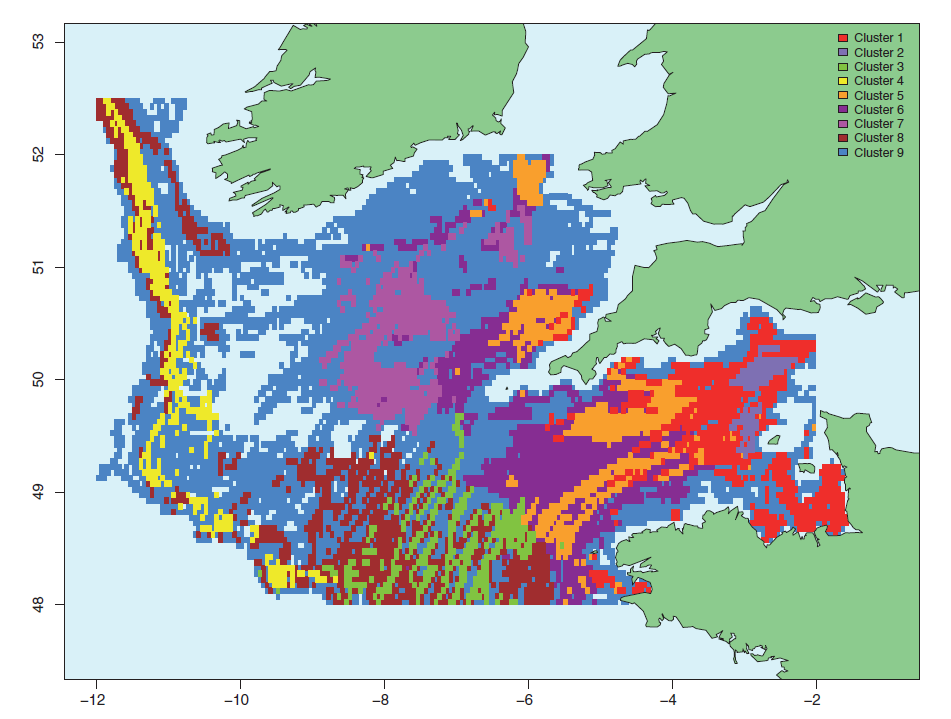 53
52
51
50
49
48
−12
−10
−8
−6
−4
−2
Cluster 1
Cluster 2
Cluster 3
Cluster 4
Cluster 5
Cluster 6
Cluster 7
Cluster 8
Cluster 9